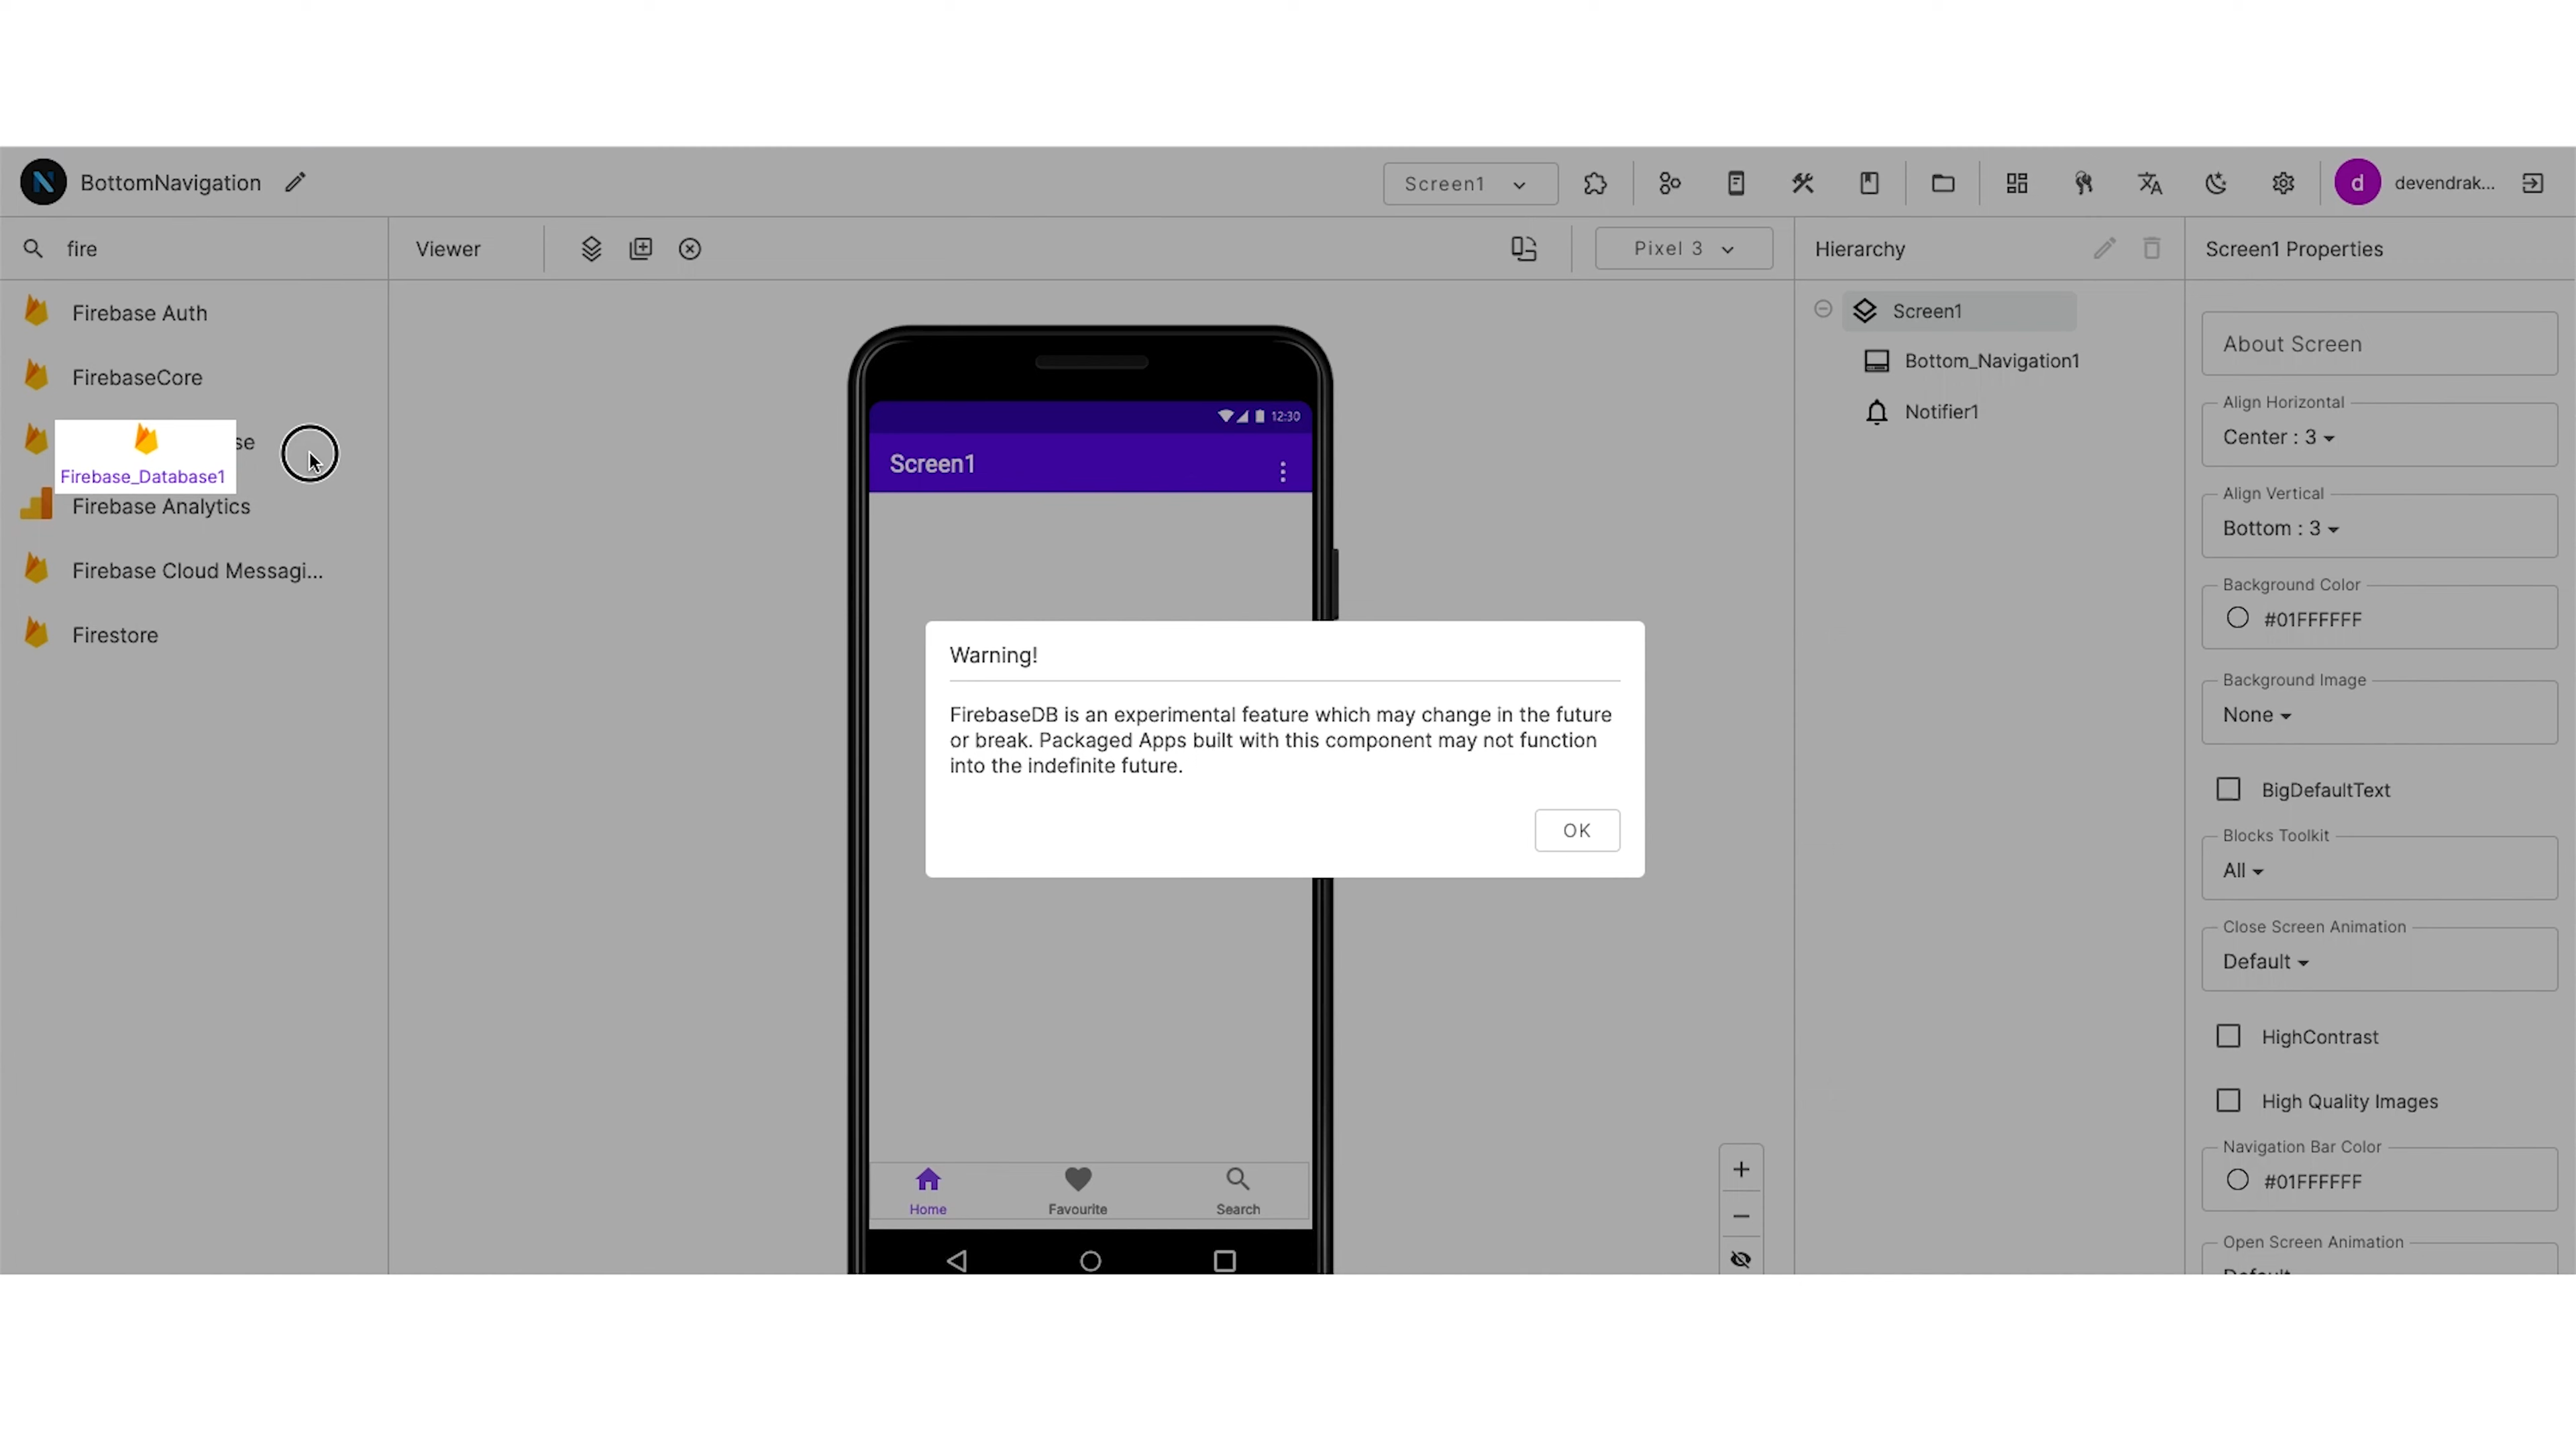 BottomNavigation
Screen1
d
devendrak...
fire
Viewer
Pixel 3
Hierarchy
Screen1 Properties
Firebase Auth
FirebaseCore
se
Firebase_Database1
Firebase Analytics
Firebase Cloud Messagi...
Firestore
12:30
Screen1
Warning!
FirebaseDB is an experimental feature which may change in the future
or break. Packaged Apps built with this component may not function
into the indefinite future.
OK
Home
Favourite
Search
Screen1
Bottom_Navigation1
Notifier1
About Screen
Align Horizontal
Center : 3
Align Vertical
Bottom : 3
Background Color
#01FFFFFF
Background Image
None
BigDefaultText
Blocks Toolkit
All
Close Screen Animation
Default
HighContrast
High Quality Images
Navigation Bar Color
#01FFFFFF
Open Screen Animation